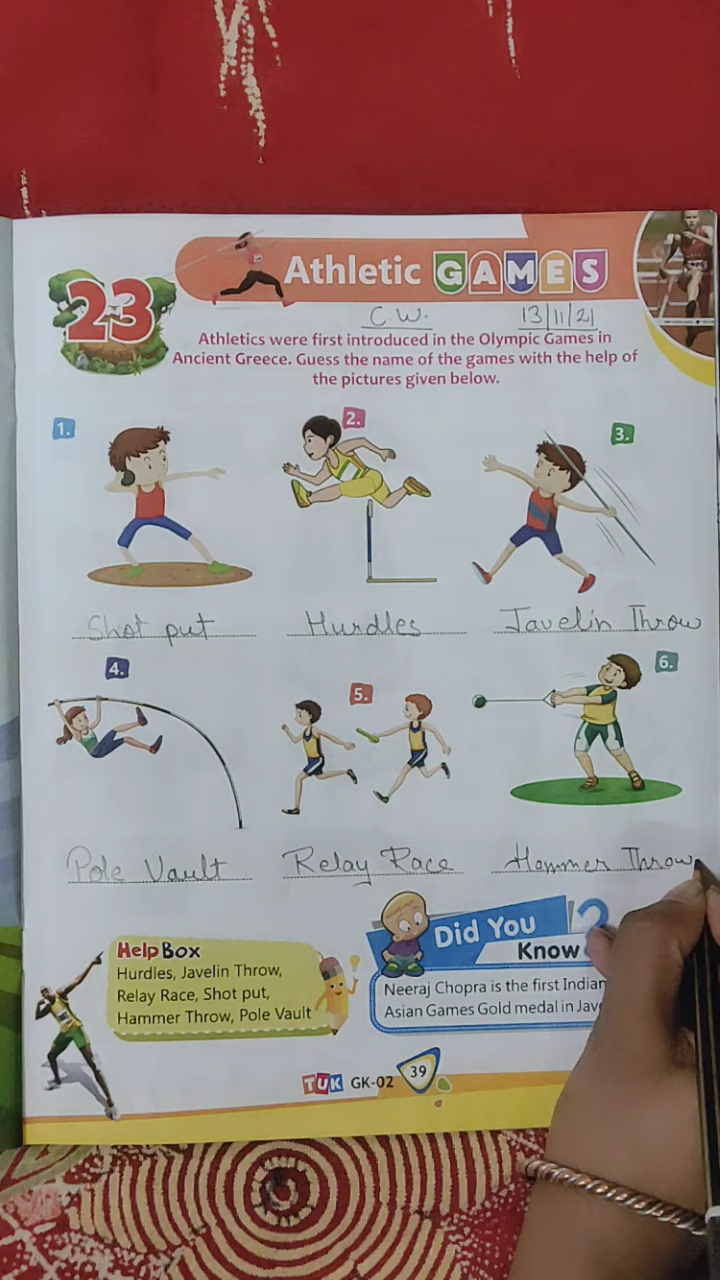 23
Athletic GAMES
C.W. 13/11/21
Athletics were first introduced in the Olympic Games in
Ancient Greece. Guess the name of the games with the help of
the pictures given below.
1.
2.
3.
Shot put
Hurdles
Javelin Throw
4.
5.
6.
Pole Vault
Relay Race
Hammer Throw
Help Box
Hurdles, Javelin Throw,
Relay Race, Shot put,
Hammer Throw, Pole Vault
Did You
Know ?
Neeraj Chopra is the first Indian
Asian Games Gold medal in Jav
TUK GK-02 39